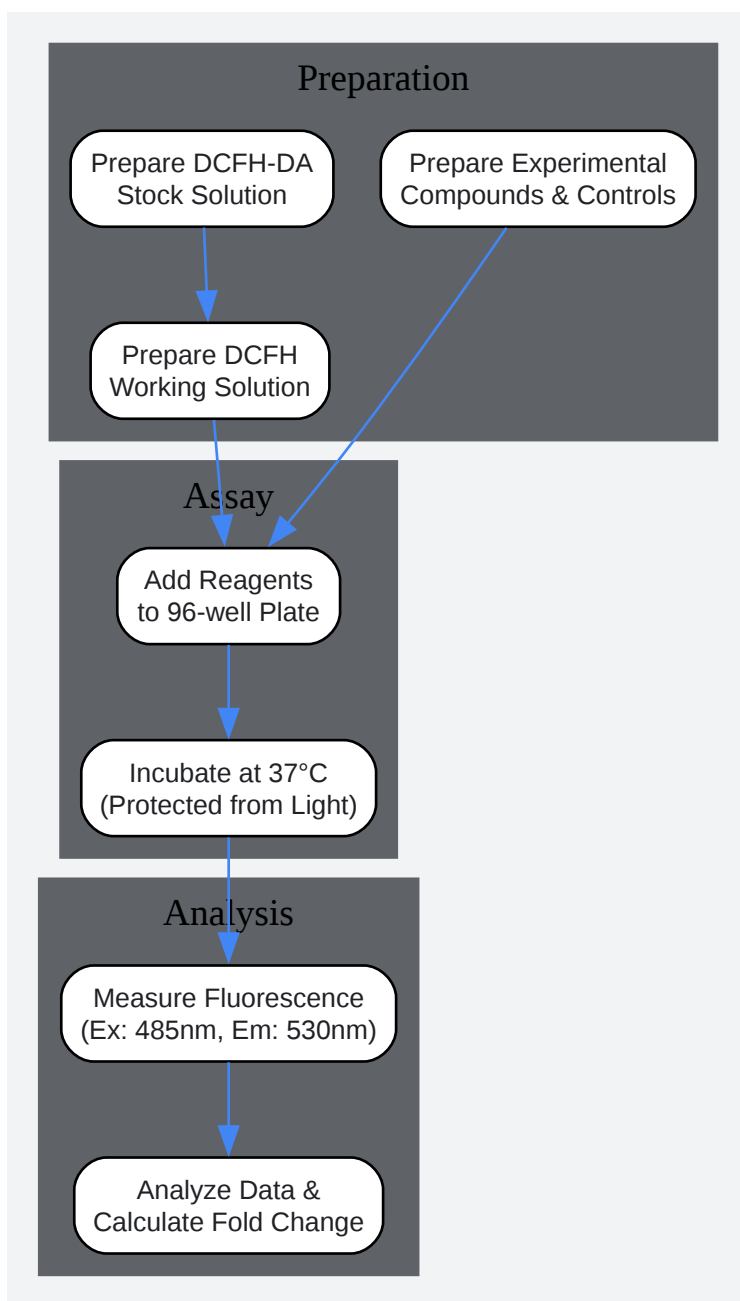 Preparation
Prepare DCFH-DA
Stock Solution
Prepare Experimental
Compounds & Controls
Prepare DCFH
Working Solution
Assay
Add Reagents
to 96-well Plate
Incubate at 37°C
(Protected from Light)
Analysis
Measure Fluorescence
(Ex: 485nm, Em: 530nm)
Analyze Data &
Calculate Fold Change